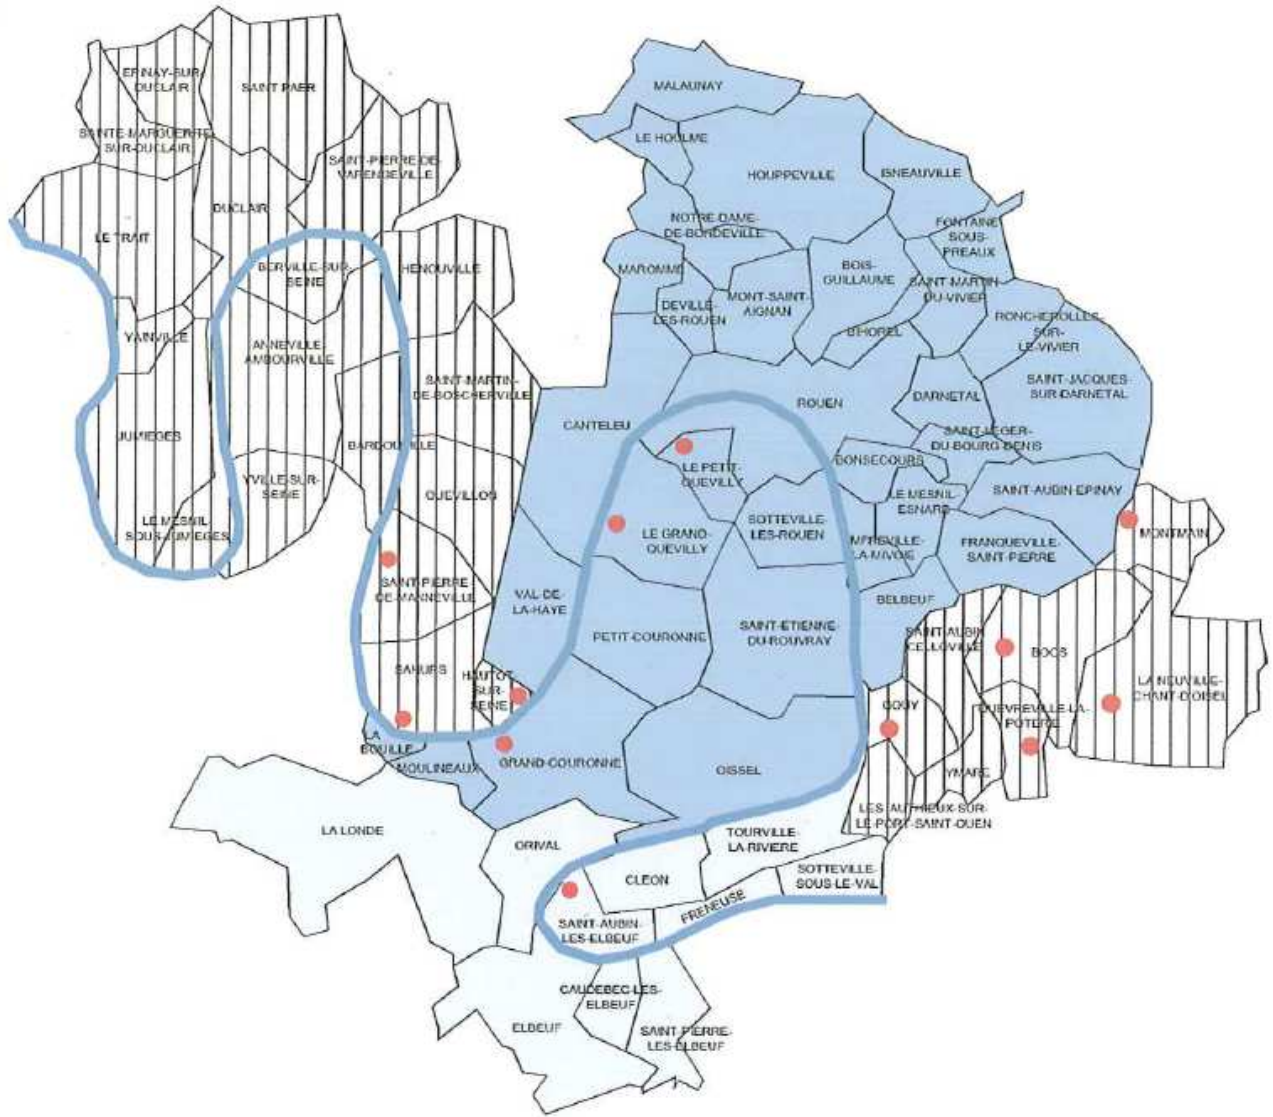 EPINAY-SUR-
DUCLAIR
SAINT PAER
SAINTE-MARGUERITE-
SUR-DUCLAIR
SAINT-PIERRE-DE-
VARENGEVILLE
DUCLAIR
LE TRAIT
BERVILLE-SUR-
SEINE
HENOUVILLE
YAINVILLE
ANNEVILLE-
AMBOURVILLE
SAINT-MARTIN-
DE-BOSCHERVILLE
JUMIEGES
BARDOUVILLE
YVILLE-SUR-
SEINE
QUEVILLON
LE MESNIL-
SOUS-JUMIEGES
SAINT-PIERRE
DE-MANNEVILLE
SAHURS
HAUTOT
SUR-
SEINE
MALAUNAY
LE HOULME
HOUPPEVILLE
IGNEAUVILLE
NOTRE-DAME-
DE-BONDEVILLE
FONTAINE
SOUS-
PREAUX
MAROMME
BOIS-
GUILLAUME
SAINT-MARTIN
DU-VIVIER
DEVILLE-
LES-ROUEN
MONT-SAINT-
AIGNAN
BIHOREL
RONCHEROLLES-
SUR-
LE-VIVIER
SAINT-JACQUES-
SUR-DARNETAL
DARNETAL
ROUEN
CANTELEU
SAINT-LEGER-
DU-BOURG-DENIS
BONSECOURS
LE PETIT-
QUEVILLY
LE MESNIL-
ESNARD
SAINT-AUBIN-EPINAY
SOTTEVILLE-
LES-ROUEN
LE GRAND-
QUEVILLY
FRANQUEVILLE-
SAINT-PIERRE
MONTMAIN
VAL-DE-
LA-HAYE
BELBEUF
PETIT-COURONNE
SAINT-ETIENNE-
DU-ROUVRAY
SAINT-AUBIN
CELLOVILLE
BOOS
LA NEUVILLE-
CHANT-D'OISEL
GOUY
QUEVREVILLE-LA-
POTERIE
LA
BOUILLE
MOULINEAUX
GRAND-COURONNE
OISSEL
YMARE
LES AUTHIEUX-SUR-
LE-PORT-SAINT-OUEN
LA LONDE
ORIVAL
TOURVILLE-
LA-RIVIERE
CLEON
SOTTEVILLE-
SOUS-LE-VAL
FRENEUSE
SAINT-AUBIN-
LES-ELBEUF
CAUDEBEC-LES-
ELBEUF
ELBEUF
SAINT-PIERRE-
LES-ELBEUF